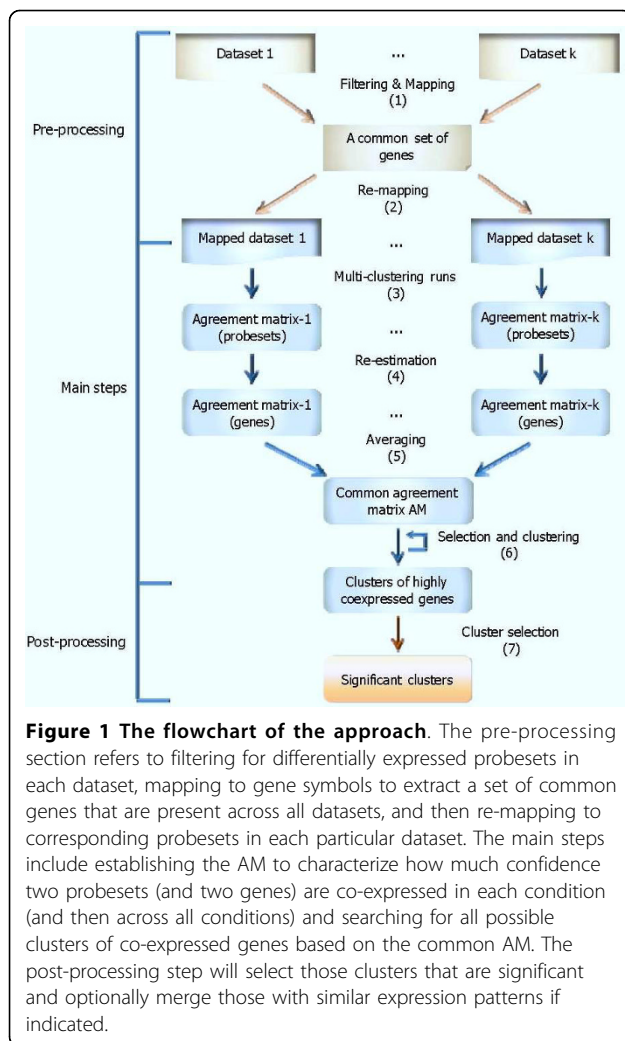 Dataset 1 ... Dataset k
Filtering & Mapping
(1)
Pre-processing
A common set of
genes
Re-mapping
(2)
Mapped dataset 1 ... Mapped dataset k
Multi-clustering runs
(3)
Agreement matrix-1
(probesets)
...
Agreement matrix-k
(probesets)
Re-estimation
(4)
Main steps
Agreement matrix-1
(genes)
...
Agreement matrix-k
(genes)
Averaging
(5)
Common agreement
matrix AM
Selection and clustering
(6)
Clusters of highly
coexpressed genes
Post-processing
Cluster selection
(7)
Significant clusters
Figure 1 The flowchart of the approach. The pre-processing
section refers to filtering for differentially expressed probesets in
each dataset, mapping to gene symbols to extract a set of common
genes that are present across all datasets, and then re-mapping to
corresponding probesets in each particular dataset. The main steps
include establishing the AM to characterize how much confidence
two probesets (and two genes) are co-expressed in each condition
(and then across all conditions) and searching for all possible
clusters of co-expressed genes based on the common AM. The
post-processing step will select those clusters that are significant
and optionally merge those with similar expression patterns if
indicated.